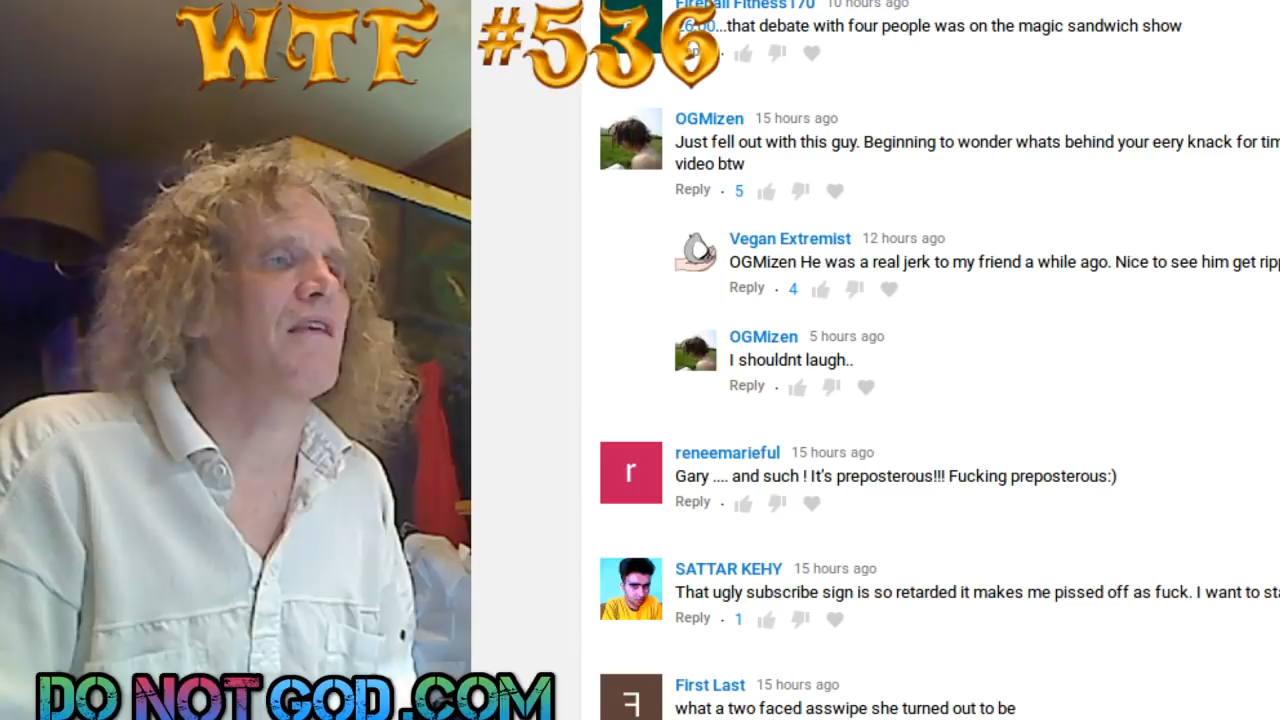 WTF #536
Fireball Fitness170 10 hours ago
26:00...that debate with four people was on the magic sandwich show
OGMizen 15 hours ago
Just fell out with this guy. Beginning to wonder whats behind your eery knack for
video btw
Reply · 5
Vegan Extremist 12 hours ago
OGMizen He was a real jerk to my friend a while ago. Nice to see him get
Reply · 4
OGMizen 5 hours ago
I shouldnt laugh..
Reply ·
r
reneemarieful 15 hours ago
Gary .... and such ! It's preposterous!!! Fucking preposterous:)
Reply ·
SATTAR KEHY 15 hours ago
That ugly subscribe sign is so retarded it makes me pissed off as fuck. I want to
Reply · 1
First Last 15 hours ago
what a two faced asswipe she turned out to be
DO NOT GOD.COM